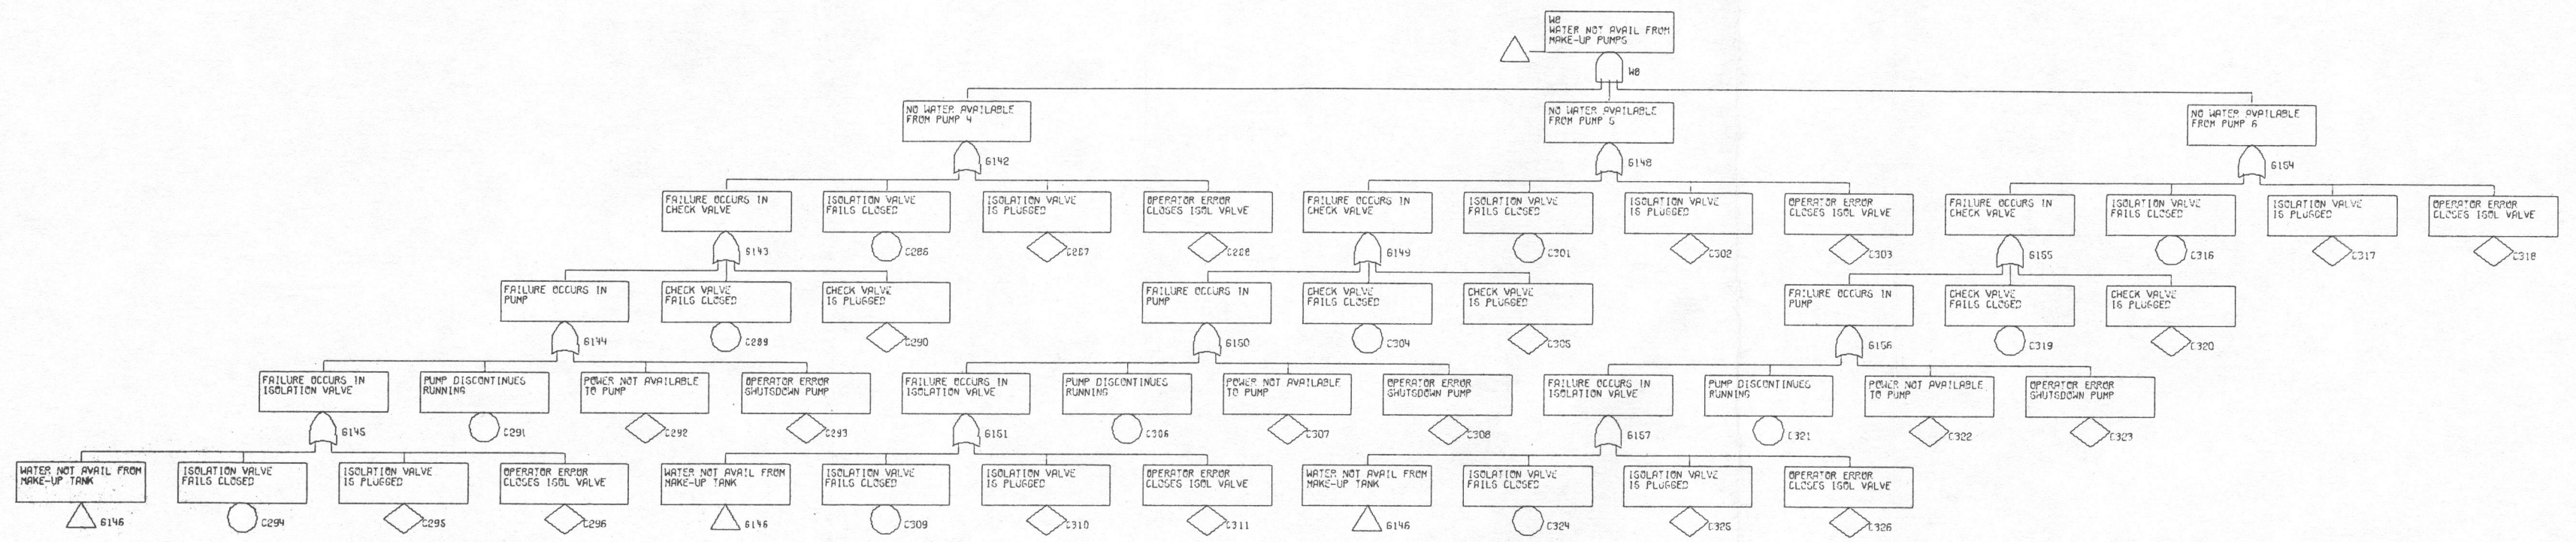 W8
WATER NOT AVAIL FROM
MAKE-UP PUMPS
W8
NO WATER AVAILABLE
FROM PUMP 4
G142
NO WATER AVAILABLE
FROM PUMP 5
G148
NO WATER AVAILABLE
FROM PUMP 6
G154
FAILURE OCCURS IN
CHECK VALVE
G143
ISOLATION VALVE
FAILS CLOSED
C286
ISOLATION VALVE
IS PLUGGED
C287
OPERATOR ERROR
CLOSES ISOL VALVE
C288
FAILURE OCCURS IN
CHECK VALVE
G149
ISOLATION VALVE
FAILS CLOSED
C301
ISOLATION VALVE
IS PLUGGED
C302
OPERATOR ERROR
CLOSES ISOL VALVE
C303
FAILURE OCCURS IN
CHECK VALVE
G155
ISOLATION VALVE
FAILS CLOSED
C316
ISOLATION VALVE
IS PLUGGED
C317
OPERATOR ERROR
CLOSES ISOL VALVE
C318
FAILURE OCCURS IN
PUMP
G144
CHECK VALVE
FAILS CLOSED
C289
CHECK VALVE
IS PLUGGED
C290
FAILURE OCCURS IN
PUMP
G150
CHECK VALVE
FAILS CLOSED
C304
CHECK VALVE
IS PLUGGED
C305
FAILURE OCCURS IN
PUMP
G156
CHECK VALVE
FAILS CLOSED
C319
CHECK VALVE
IS PLUGGED
C320
FAILURE OCCURS IN
ISOLATION VALVE
G145
PUMP DISCONTINUES
RUNNING
C291
POWER NOT AVAILABLE
TO PUMP
C292
OPERATOR ERROR
SHUTSDOWN PUMP
C293
FAILURE OCCURS IN
ISOLATION VALVE
G151
PUMP DISCONTINUES
RUNNING
C306
POWER NOT AVAILABLE
TO PUMP
C307
OPERATOR ERROR
SHUTSDOWN PUMP
C308
FAILURE OCCURS IN
ISOLATION VALVE
G157
PUMP DISCONTINUES
RUNNING
C321
POWER NOT AVAILABLE
TO PUMP
C322
OPERATOR ERROR
SHUTSDOWN PUMP
C323
WATER NOT AVAIL FROM
MAKE-UP TANK
G146
ISOLATION VALVE
FAILS CLOSED
C294
ISOLATION VALVE
IS PLUGGED
C295
OPERATOR ERROR
CLOSES ISOL VALVE
C296
WATER NOT AVAIL FROM
MAKE-UP TANK
G146
ISOLATION VALVE
FAILS CLOSED
C309
ISOLATION VALVE
IS PLUGGED
C310
OPERATOR ERROR
CLOSES ISOL VALVE
C311
WATER NOT AVAIL FROM
MAKE-UP TANK
G146
ISOLATION VALVE
FAILS CLOSED
C324
ISOLATION VALVE
IS PLUGGED
C325
OPERATOR ERROR
CLOSES ISOL VALVE
C326